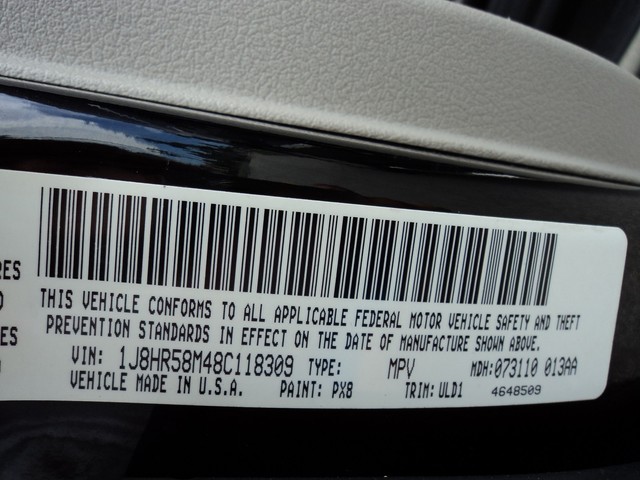 RES
THIS VEHICLE CONFORMS TO ALL APPLICABLE FEDERAL MOTOR VEHICLE SAFETY AND THEFT
PREVENTION STANDARDS IN EFFECT ON THE DATE OF MANUFACTURE SHOWN ABOVE.
VIN: 1J8HR58M48C118309 TYPE: MPV MDH: 073110 013AA
VEHICLE MADE IN U.S.A. PAINT: PX8 TRIM: ULD1 4648509